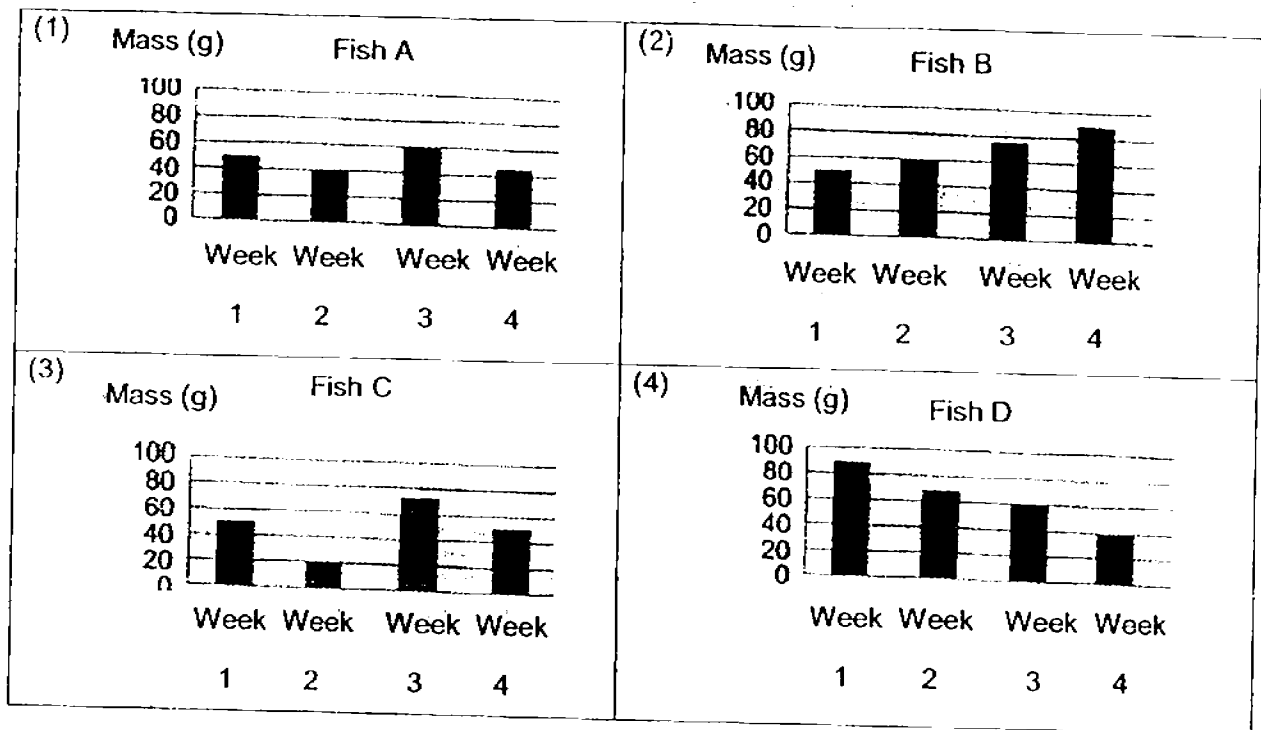 (1) Mass (g) Fish A
100
80
60
40
20
0
Week Week Week Week
1 2 3 4
(2) Mass (g) Fish B
100
80
60
40
20
0
Week Week Week Week
1 2 3 4
(3) Mass (g) Fish C
100
80
60
40
20
0
Week Week Week Week
1 2 3 4
(4) Mass (g) Fish D
100
80
60
40
20
0
Week Week Week Week
1 2 3 4